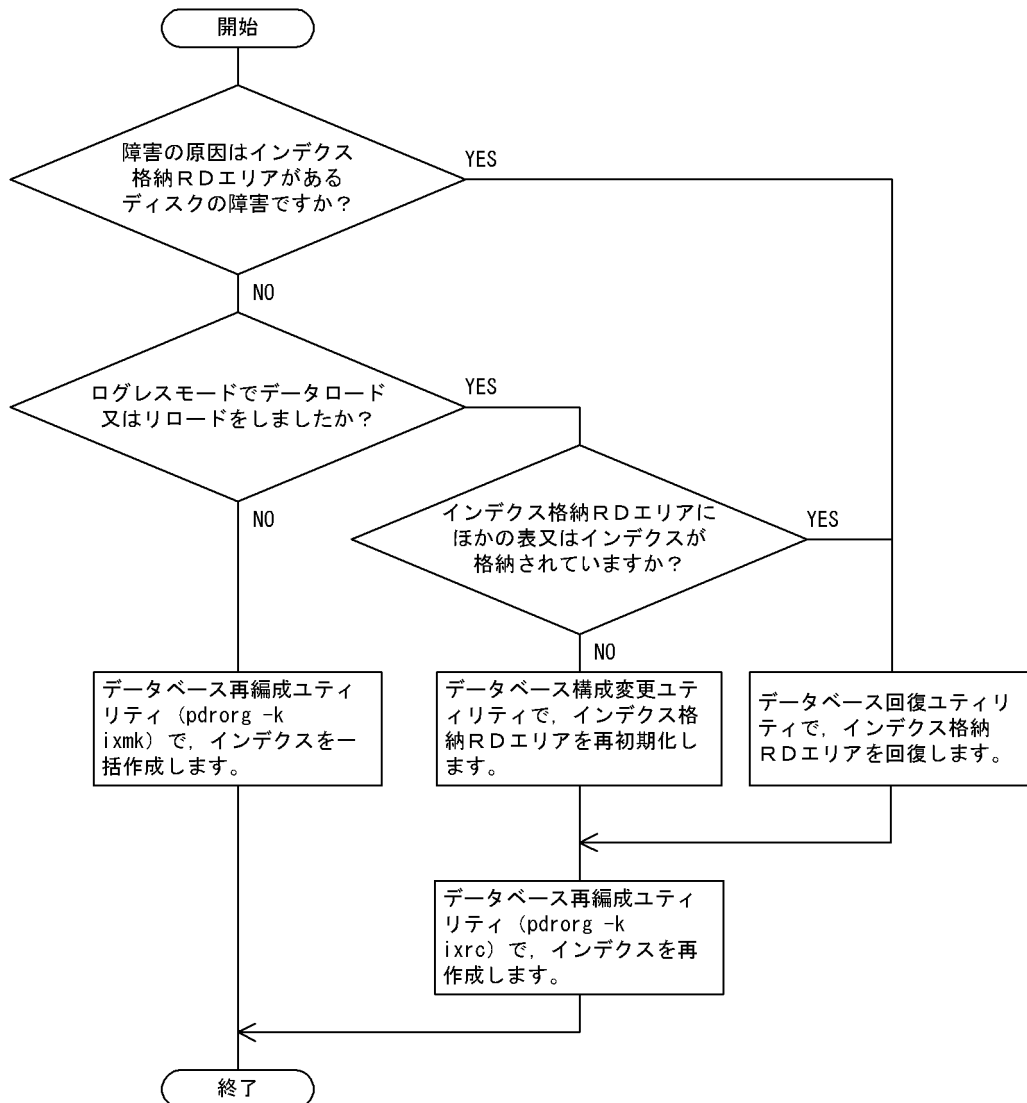 開始
障害の原因はインデクス
格納ＲＤエリアがある
ディスクの障害ですか？
YES
NO
ログレスモードでデータロード
又はリロードをしましたか？
YES
NO
インデクス格納ＲＤエリアに
ほかの表又はインデクスが
格納されていますか？
YES
NO
データベース再編成ユティ
リティ（pdrorg -k
ixmk）で，インデクスを一
括作成します。
データベース構成変更ユテ
ィリティで，インデクス格
納ＲＤエリアを再初期化し
ます。
データベース回復ユティリ
ティで，インデクス格納
ＲＤエリアを回復します。
データベース再編成ユティ
リティ（pdrorg -k
ixrc）で，インデクスを再
作成します。
終了